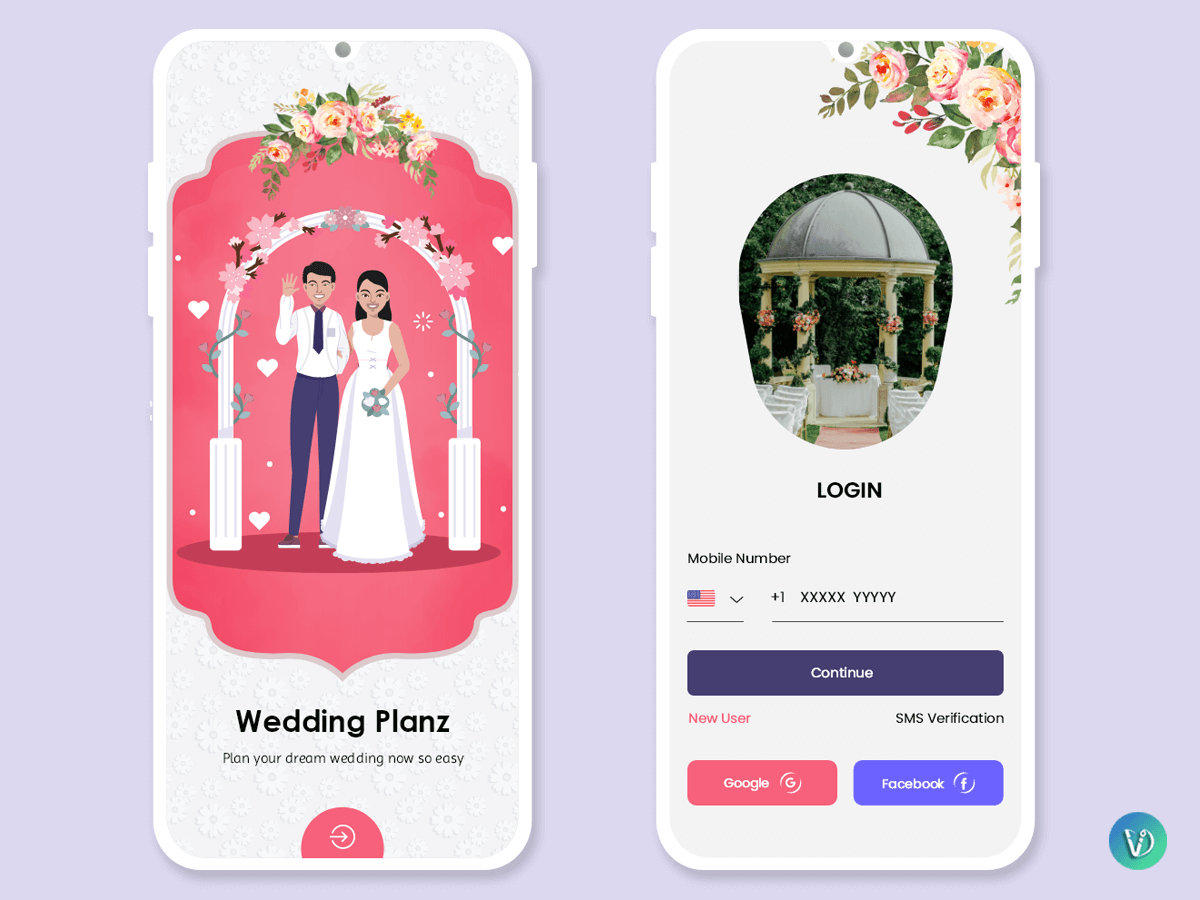 Wedding Planz
Plan your dream wedding now so easy
LOGIN
Mobile Number
+1 XXXXX YYYYY
Continue
New User SMS Verification
Google G Facebook f